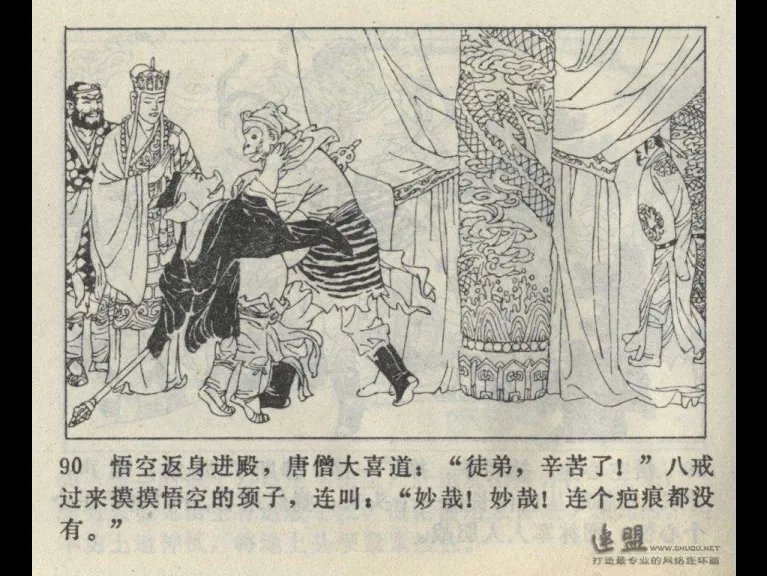 90 悟空返身进殿，唐僧大喜道：“徒弟，辛苦了！”八戒
过来摸摸悟空的颈子，连叫：“妙哉！妙哉！连个疤痕都没
有。”
连盟 WWW.SHUQU.NET
打造最专业的网络连环画